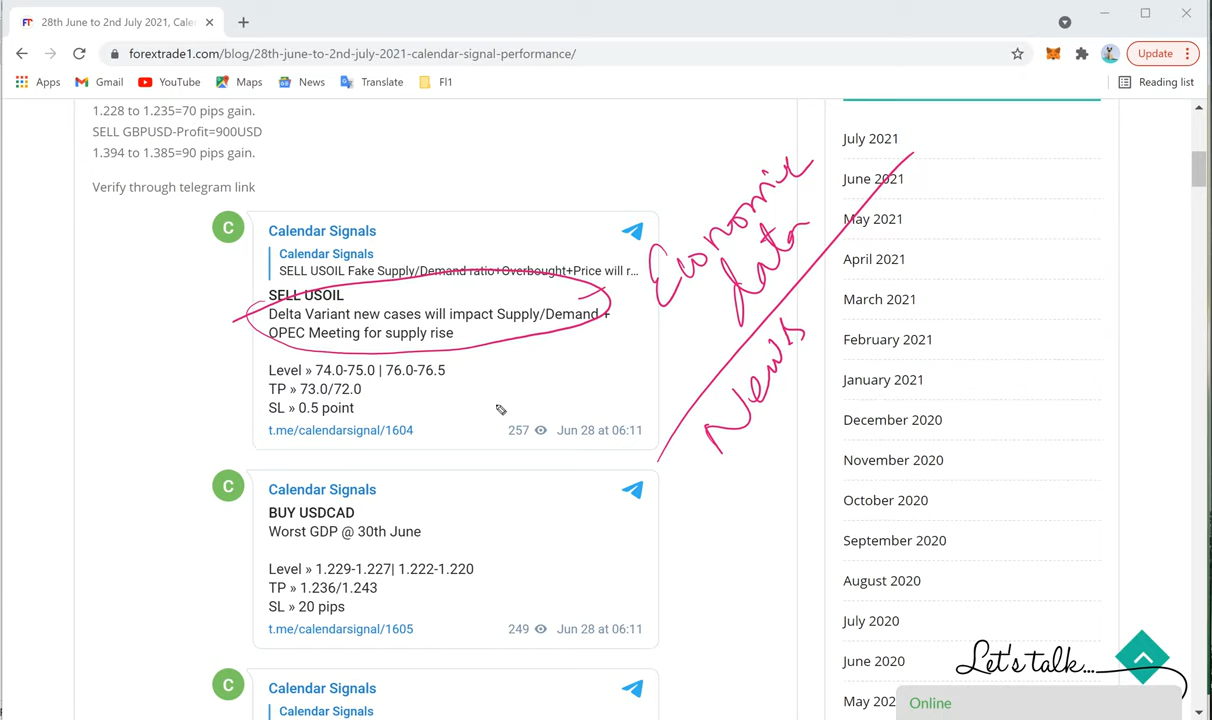 28th June to 2nd July 2021, Calen
forextrade1.com/blog/28th-june-to-2nd-july-2021-calendar-signal-performance/
Update
Apps
Gmail
YouTube
Maps
News
Translate
Fl1
Reading list
1.228 to 1.235=70 pips gain.
SELL GBPUSD-Profit=900USD
1.394 to 1.385=90 pips gain.
Verify through telegram link
C
Calendar Signals
Calendar Signals
SELL USOIL Fake Supply/Demand ratio+Overbought+Price will r...
SELL USOIL
Delta Variant new cases will impact Supply/Demand +
OPEC Meeting for supply rise
Level » 74.0-75.0 | 76.0-76.5
TP » 73.0/72.0
SL » 0.5 point
t.me/calendarsignal/1604
257
Jun 28 at 06:11
Economic
data
News
C
Calendar Signals
BUY USDCAD
Worst GDP @ 30th June
Level » 1.229-1.227| 1.222-1.220
TP » 1.236/1.243
SL » 20 pips
t.me/calendarsignal/1605
249
Jun 28 at 06:11
C
Calendar Signals
Calendar Signals
July 2021
June 2021
May 2021
April 2021
March 2021
February 2021
January 2021
December 2020
November 2020
October 2020
September 2020
August 2020
July 2020
June 2020
May 202
Let's talk...
Online